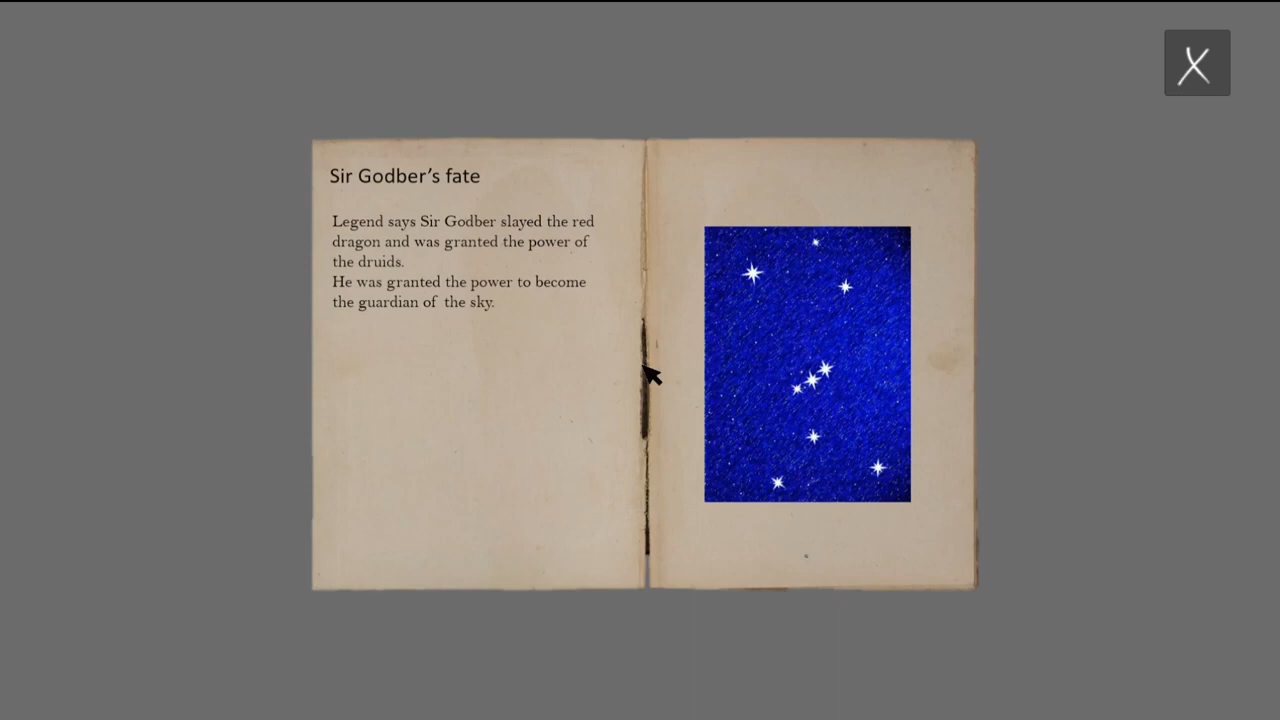 Sir Godber’s fate
Legend says Sir Godber slayed the red
dragon and was granted the power of
the druids.
He was granted the power to become
the guardian of the sky.
X